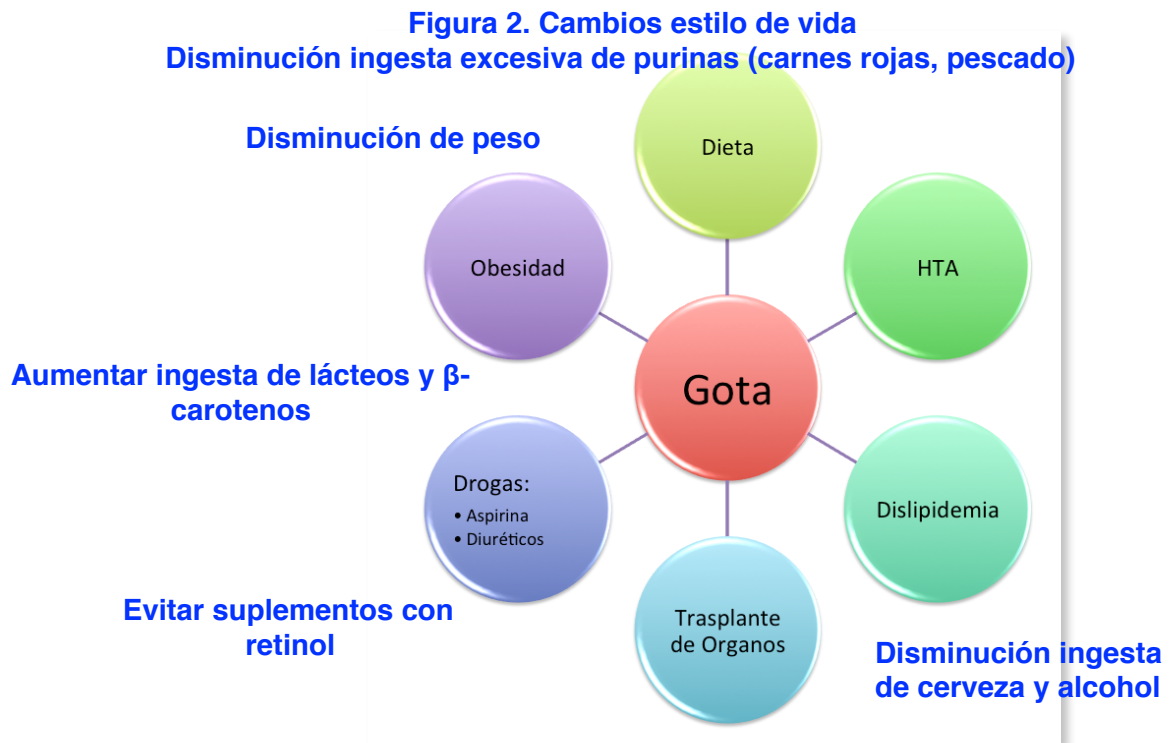 Figura 2. Cambios estilo de vida
Disminución ingesta excesiva de purinas (carnes rojas, pescado)
Disminución de peso
Dieta
Obesidad
HTA
Gota
Aumentar ingesta de lácteos y β-
carotenos
Drogas:
• Aspirina
• Diuréticos
Dislipidemia
Evitar suplementos con
retinol
Trasplante
de Organos
Disminución ingesta
de cerveza y alcohol